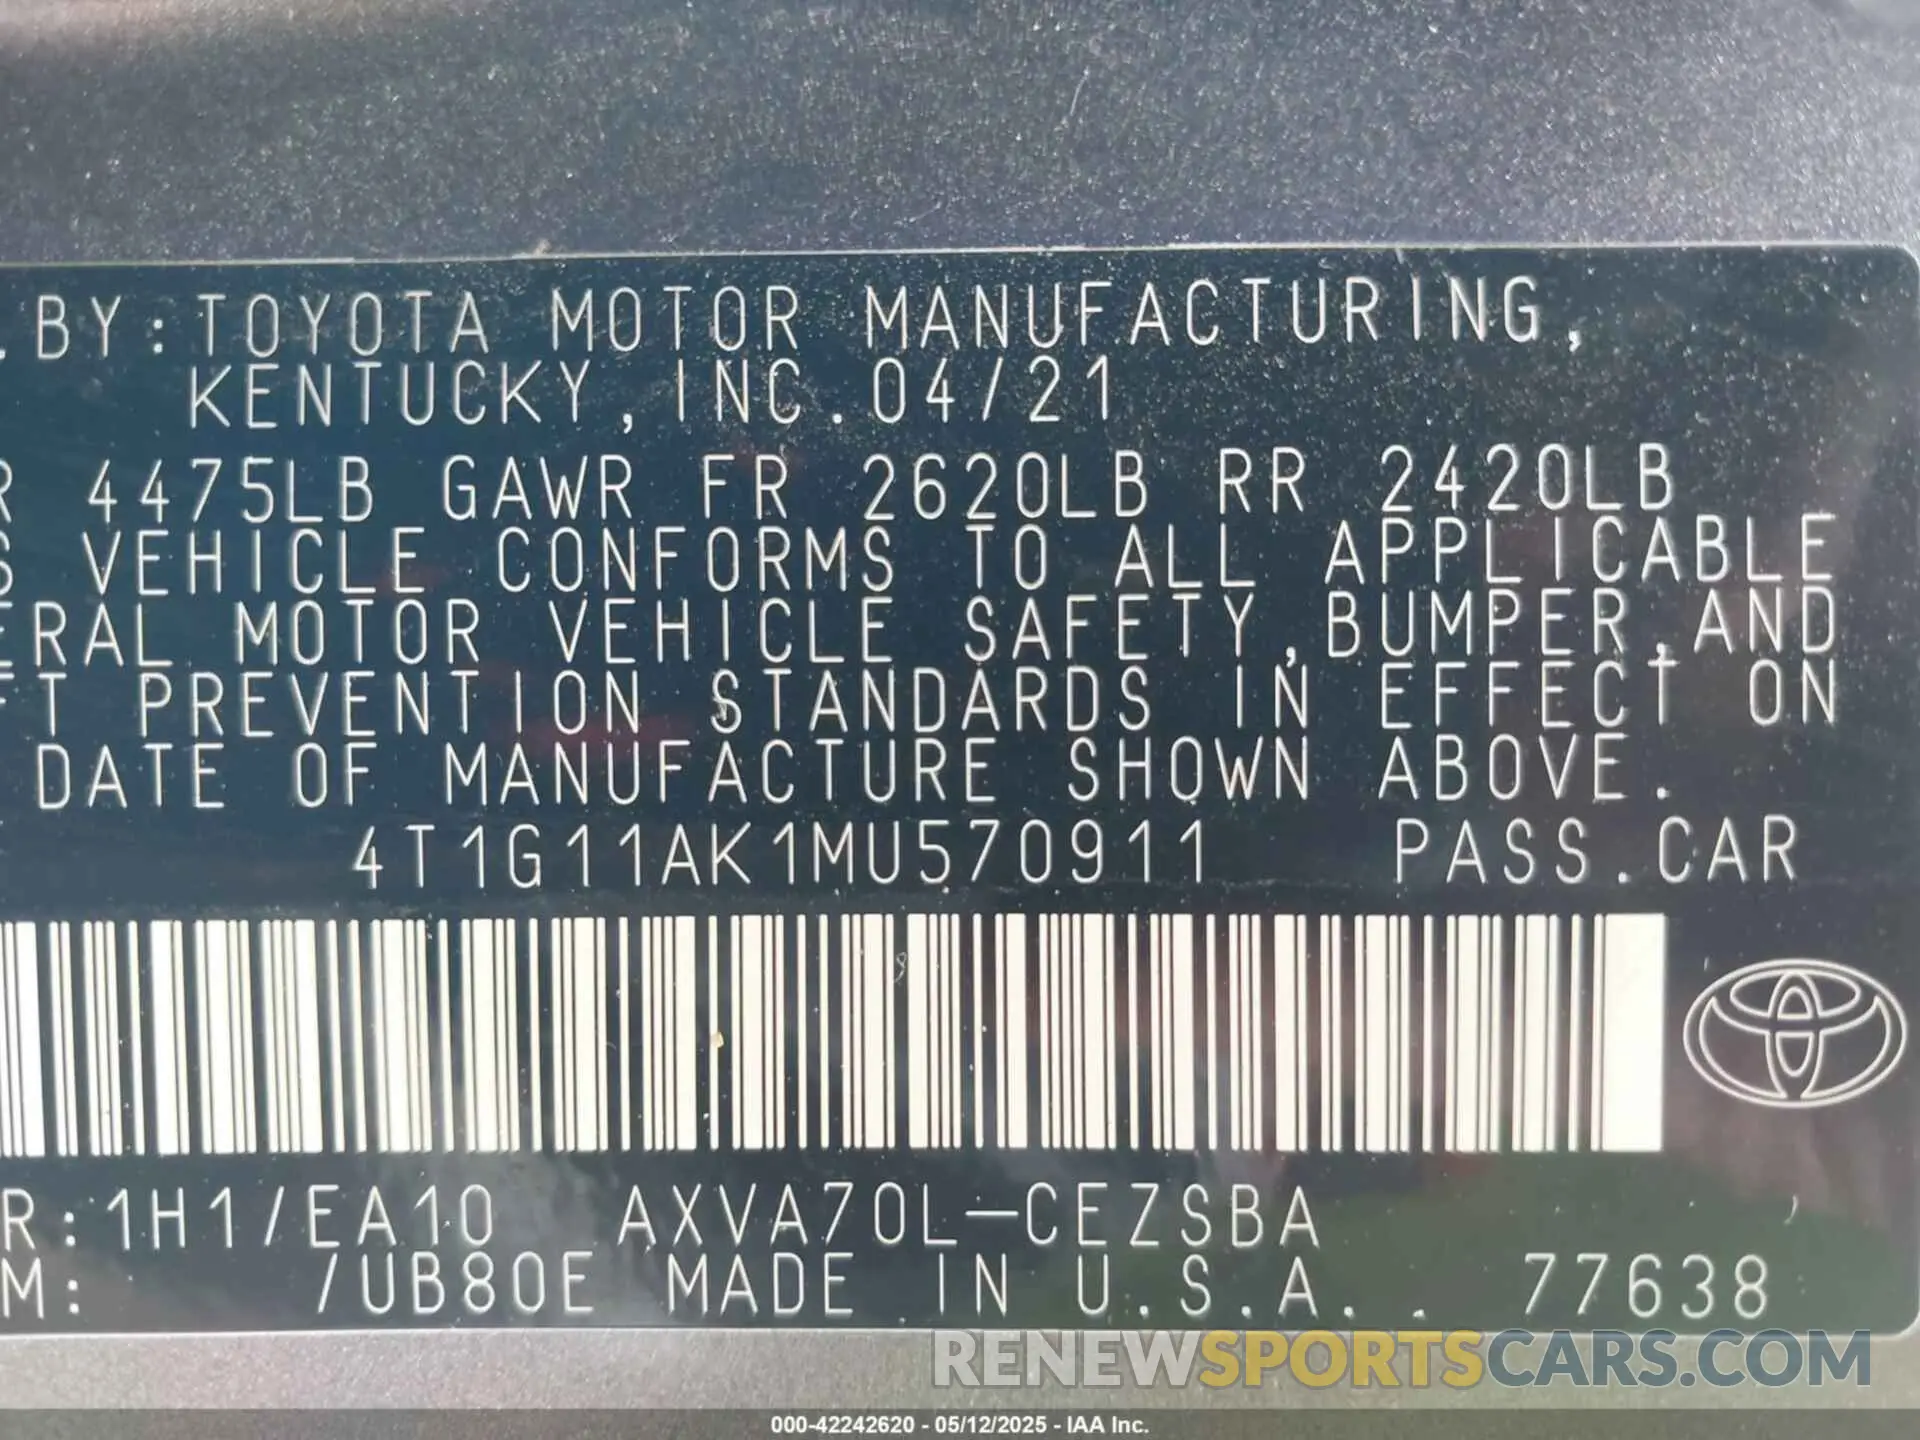 . BY: TOYOTA MOTOR MANUFACTURING,
KENTUCKY, INC. 04/21
R 4475LB GAWR FR 2620LB RR 2420LB
S VEHICLE CONFORMS TO ALL APPLICABLE
ERAL MOTOR VEHICLE SAFETY, BUMPER, AND
FT PREVENTION STANDARDS IN EFFECT ON
DATE OF MANUFACTURE SHOWN ABOVE.
4T1G11AK1MU570911 PASS. CAR
R: 1H1/EA10 AXVA70L-CEZSBA
M: /UB80E MADE IN U.S.A.. 77638
RENEWSPORTSCARS.COM
000-42242620 - 05/12/2025 - IAA Inc.